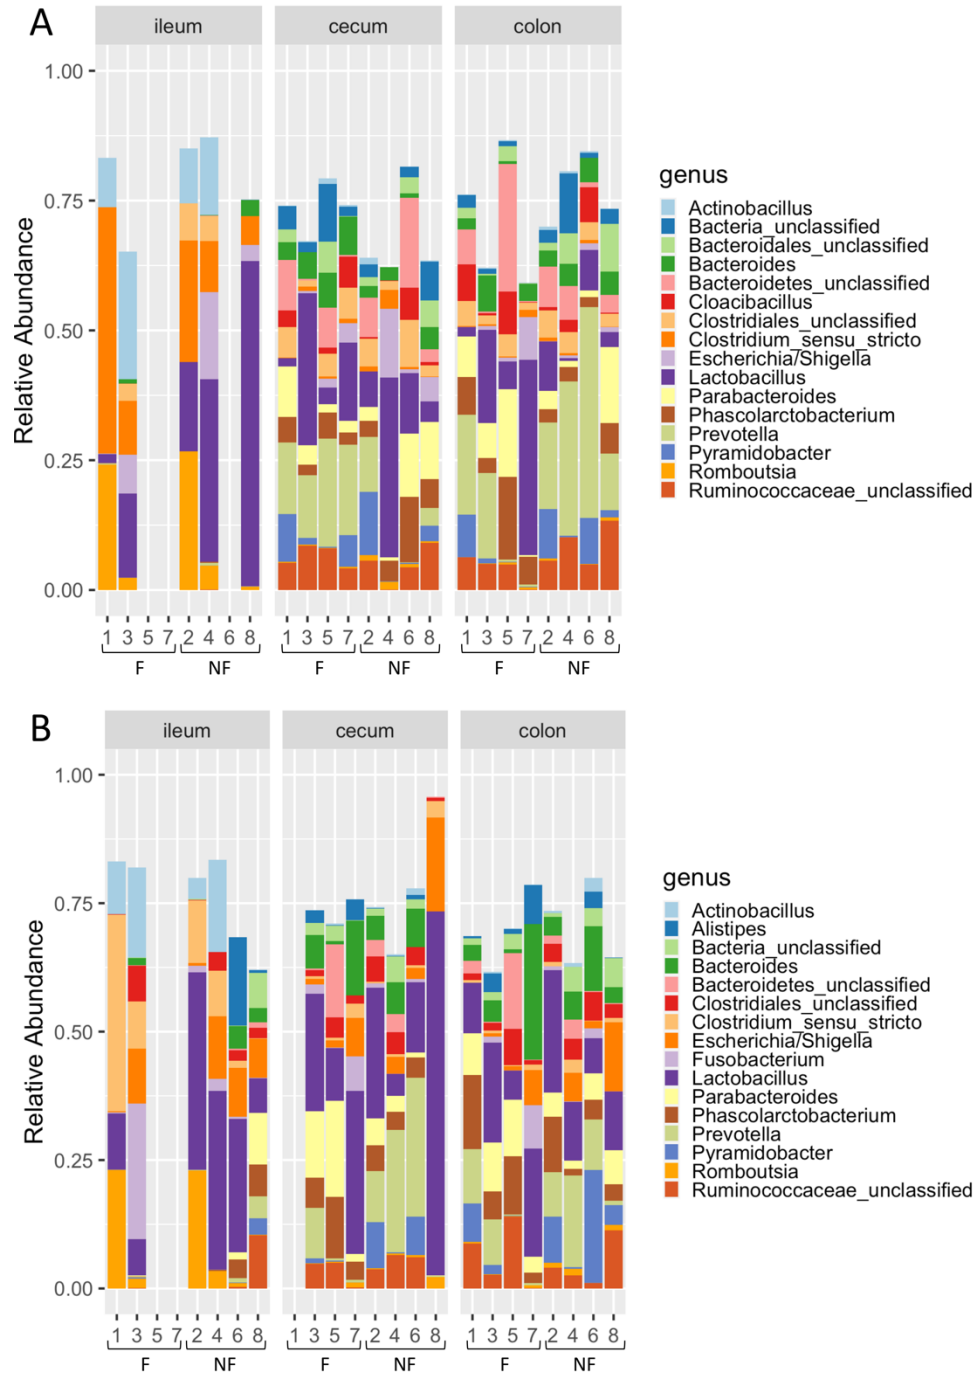 A
ileum cecum colon
1.00
0.75
0.50
0.25
0.00
Relative Abundance
1 3 5 7 2 4 6 8 1 3 5 7 2 4 6 8 1 3 5 7 2 4 6 8
F NF F NF F NF
genus
Actinobacillus
Bacteria_unclassified
Bacteroidales_unclassified
Bacteroides
Bacteroidetes_unclassified
Cloacibacillus
Clostridiales_unclassified
Clostridium_sensu_stricto
Escherichia/Shigella
Lactobacillus
Parabacteroides
Phascolarctobacterium
Prevotella
Pyramidobacter
Romboutsia
Ruminococcaceae_unclassified
B
ileum cecum colon
1.00
0.75
0.50
0.25
0.00
Relative Abundance
1 3 5 7 2 4 6 8 1 3 5 7 2 4 6 8 1 3 5 7 2 4 6 8
F NF F NF F NF
genus
Actinobacillus
Alistipes
Bacteria_unclassified
Bacteroides
Bacteroidetes_unclassified
Clostridiales_unclassified
Clostridium_sensu_stricto
Escherichia/Shigella
Fusobacterium
Lactobacillus
Parabacteroides
Phascolarctobacterium
Prevotella
Pyramidobacter
Romboutsia
Ruminococcaceae_unclassified